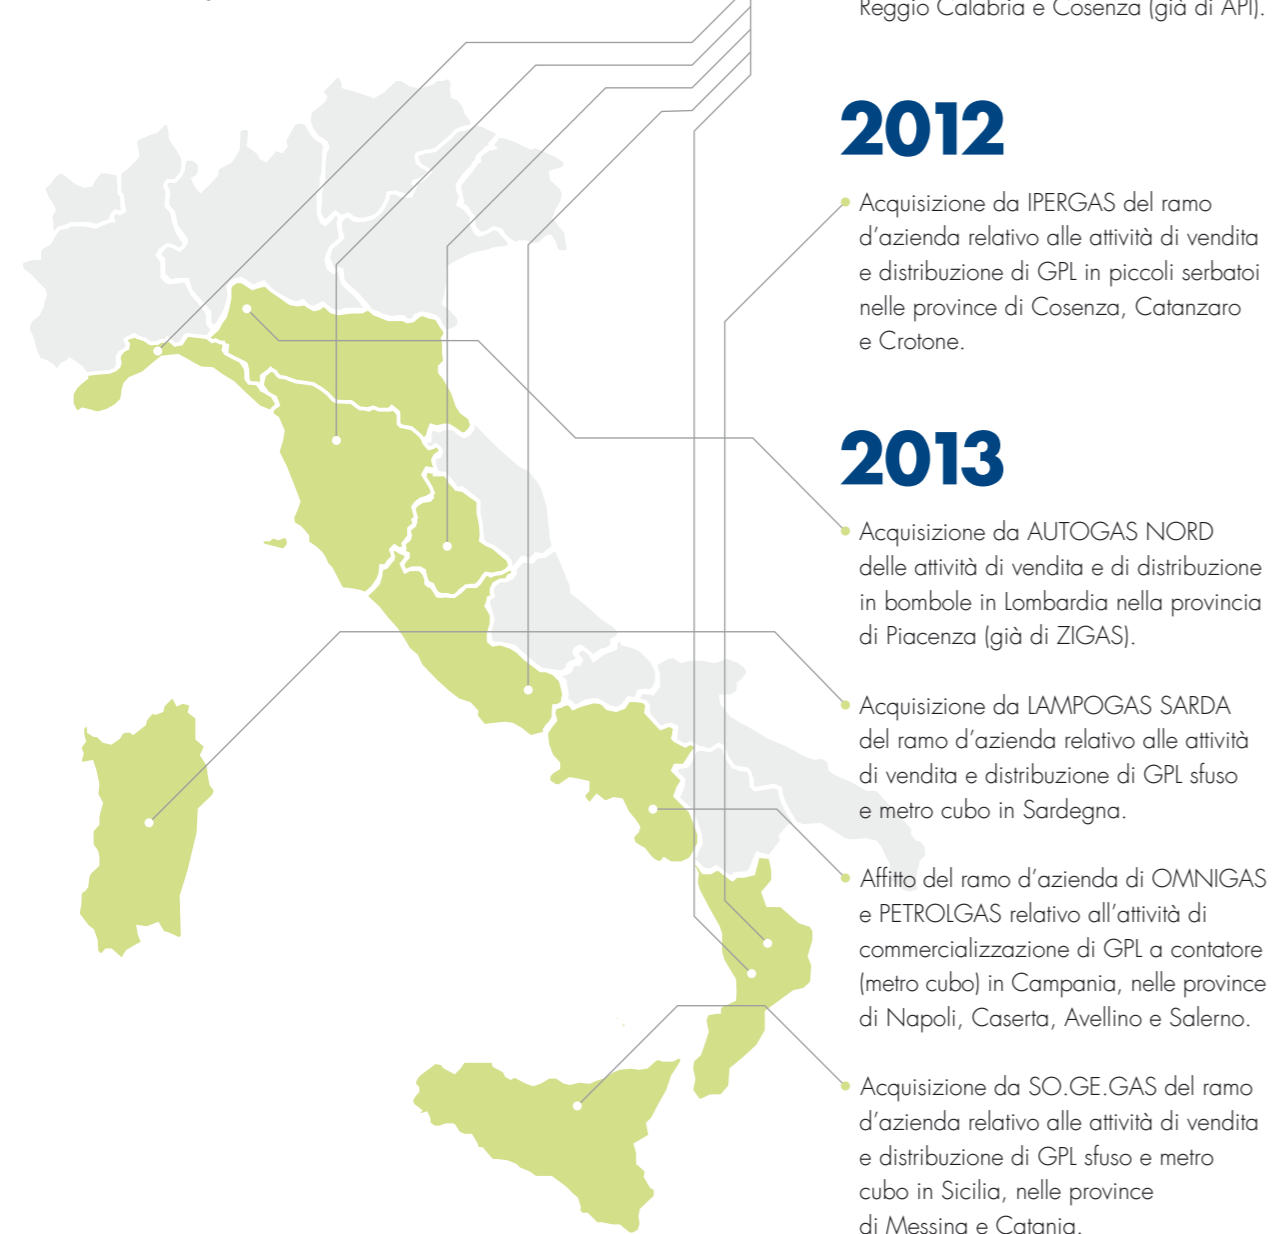 Reggio Calabria e Cosenza (già di API).
2012
Acquisizione da IPERGAS del ramo
d'azienda relativo alle attività di vendita
e distribuzione di GPL in piccoli serbatoi
nelle province di Cosenza, Catanzaro
e Crotone.
2013
Acquisizione da AUTOGAS NORD
delle attività di vendita e di distribuzione
in bombole in Lombardia nella provincia
di Piacenza (già di ZIGAS).
Acquisizione da LAMPOGAS SARDA
del ramo d'azienda relativo alle attività
di vendita e distribuzione di GPL sfuso
e metro cubo in Sardegna.
Affitto del ramo d'azienda di OMNIGAS
e PETROLGAS relativo all'attività di
commercializzazione di GPL a contatore
(metro cubo) in Campania, nelle province
di Napoli, Caserta, Avellino e Salerno.
Acquisizione da SO.GE.GAS del ramo
d'azienda relativo alle attività di vendita
e distribuzione di GPL sfuso e metro
cubo in Sicilia, nelle province
di Messina e Catania.